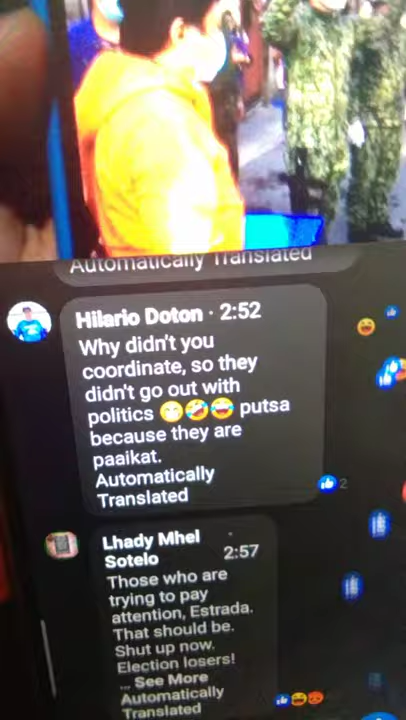 Automatically Translated
Hilario Doton · 2:52
Why didn't you
coordinate, so they
didn't go out with
politics 😁🤣😂 putsa
because they are
paaikat.
Automatically
Translated
2
Lhady Mhel
Sotelo 2:57
Those who are
trying to pay
attention, Estrada.
That should be.
Shut up now.
Election losers!
... See More
Automatically
Translated